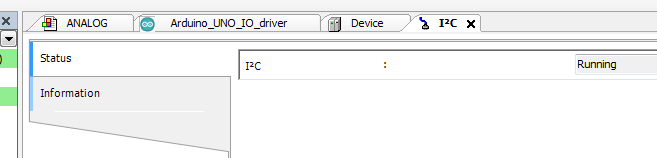 ANALOG Arduino_UNO_IO_driver Device I²C
Status
I²C : Running
Information